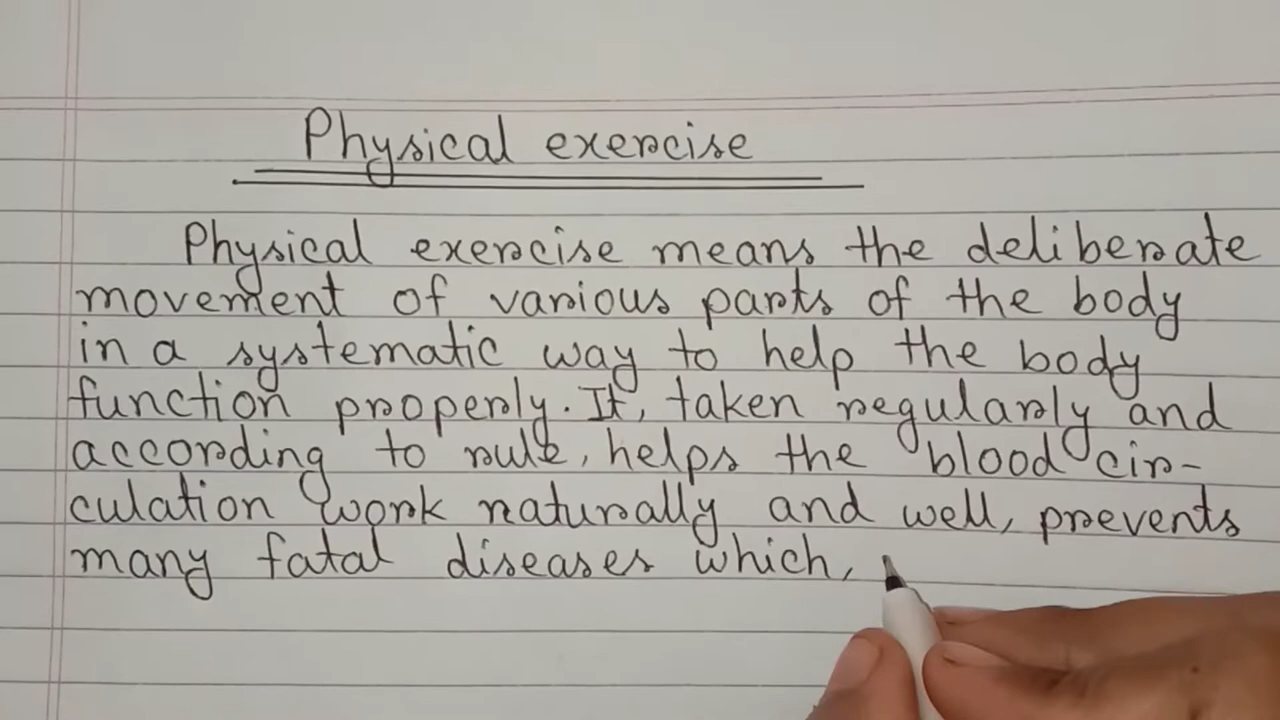 Physical exercise
Physical exercise means the deliberate
movement of various parts of the body
in a systematic way to help the body
function properly. It, taken regularly and
according to rule, helps the blood cir-
culation work naturally and well, prevents
many fatal diseases which,